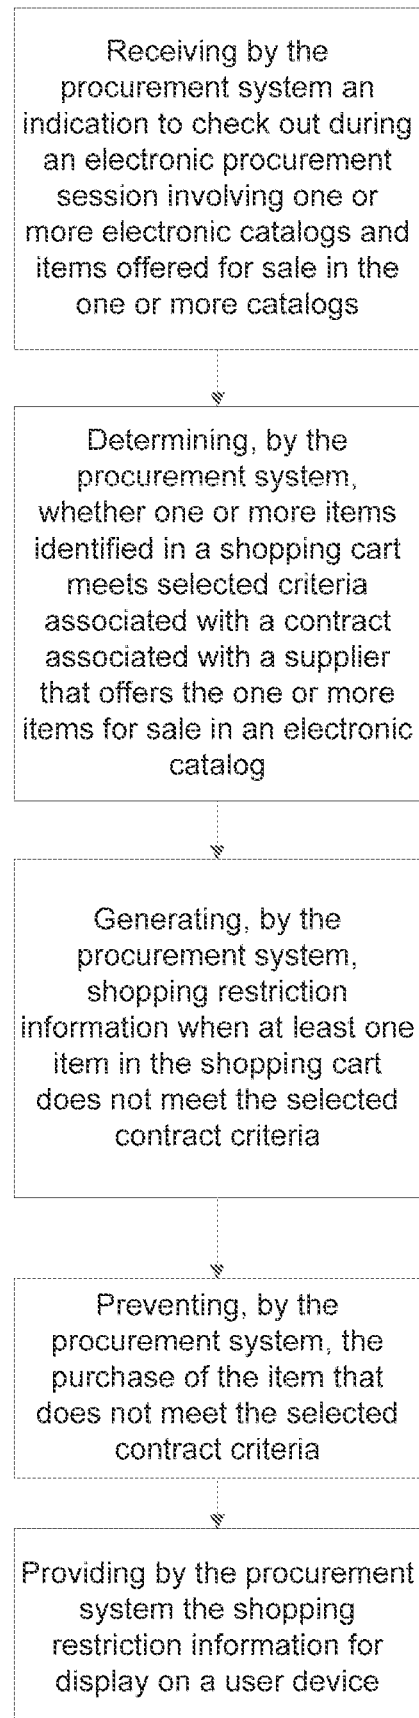 Receiving by the
procurement system an
indication to check out during
an electronic procurement
session involving one or
more electronic catalogs and
items offered for sale in the
one or more catalogs
Determining, by the
procurement system,
whether one or more items
identified in a shopping cart
meets selected criteria
associated with a contract
associated with a supplier
that offers the one or more
items for sale in an electronic
catalog
Generating, by the
procurement system,
shopping restriction
information when at least one
item in the shopping cart
does not meet the selected
contract criteria
Preventing, by the
procurement system, the
purchase of the item that
does not meet the selected
contract criteria
Providing by the procurement
system the shopping
restriction information for
display on a user device